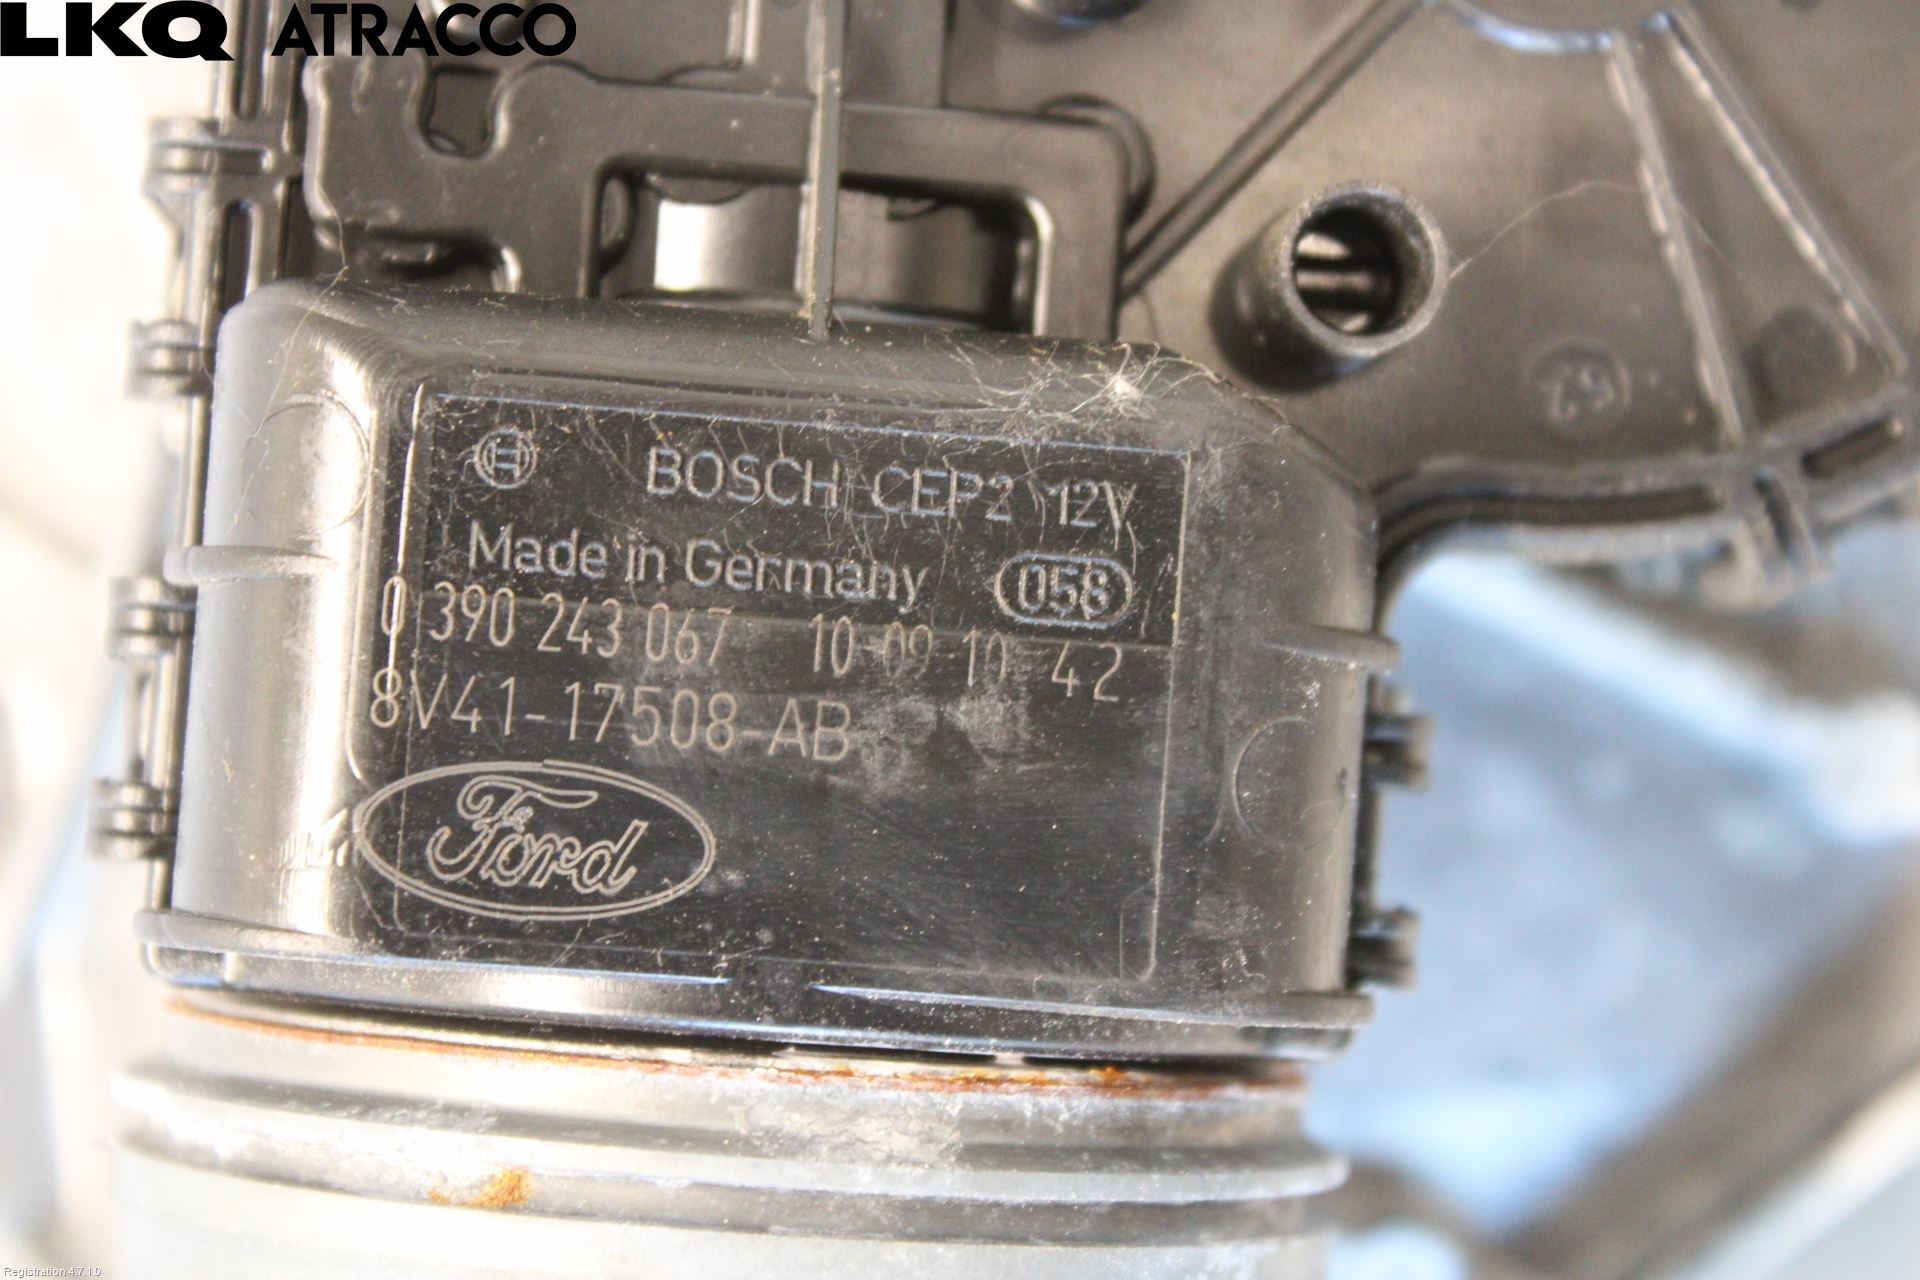 LKQ ATRACCO
BOSCH CEP2 12V
Made in Germany 058
0 390 243 067 10-09-10 42
8V41-17508-AB
Ford
Registration 4.7.1.0